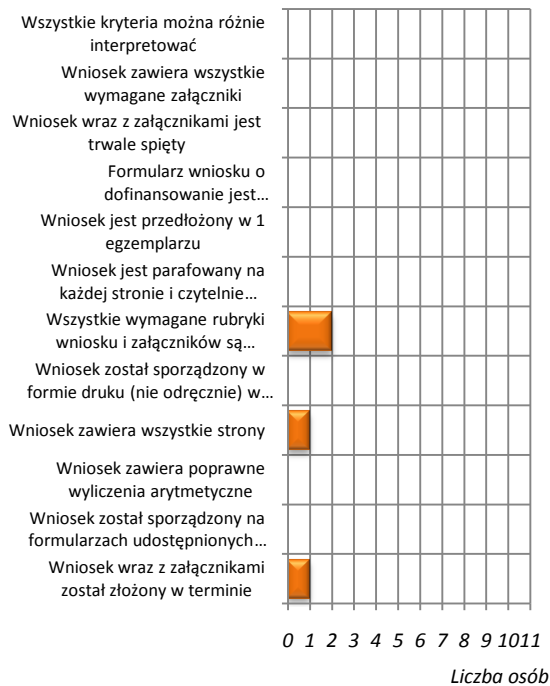 Wszystkie kryteria można różnie
interpretować
Wniosek zawiera wszystkie
wymagane załączniki
Wniosek wraz z załącznikami jest
trwale spięty
Formularz wniosku o
dofinansowanie jest…
Wniosek jest przedłożony w 1
egzemplarzu
Wniosek jest parafowany na
każdej stronie i czytelnie…
Wszystkie wymagane rubryki
wniosku i załączników są…
Wniosek został sporządzony w
formie druku (nie odręcznie) w…
Wniosek zawiera wszystkie strony
Wniosek zawiera poprawne
wyliczenia arytmetyczne
Wniosek został sporządzony na
formularzach udostępnionych…
Wniosek wraz z załącznikami
został złożony w terminie
0 1 2 3 4 5 6 7 8 9 10 11
Liczba osób